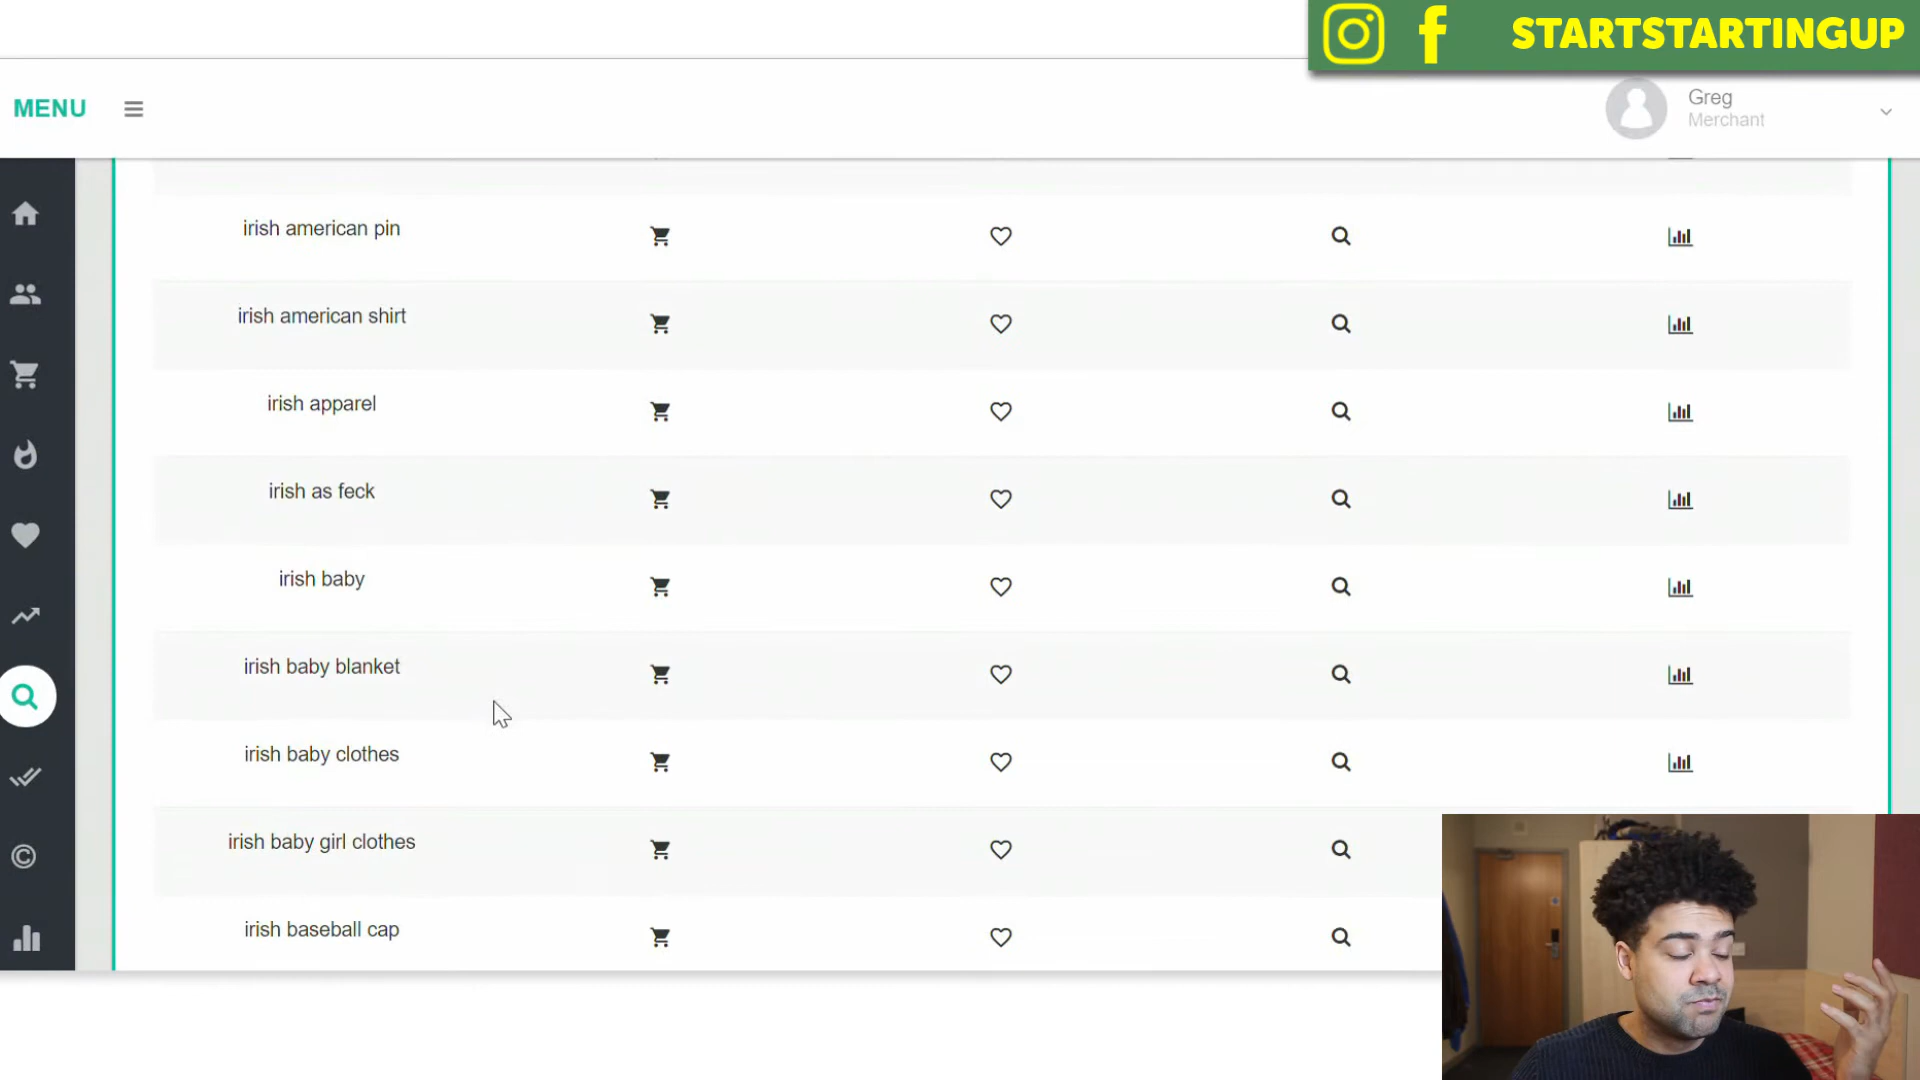 STARTSTARTINGUP
MENU
Greg
Merchant
irish american pin
irish american shirt
irish apparel
irish as feck
irish baby
irish baby blanket
irish baby clothes
irish baby girl clothes
irish baseball cap